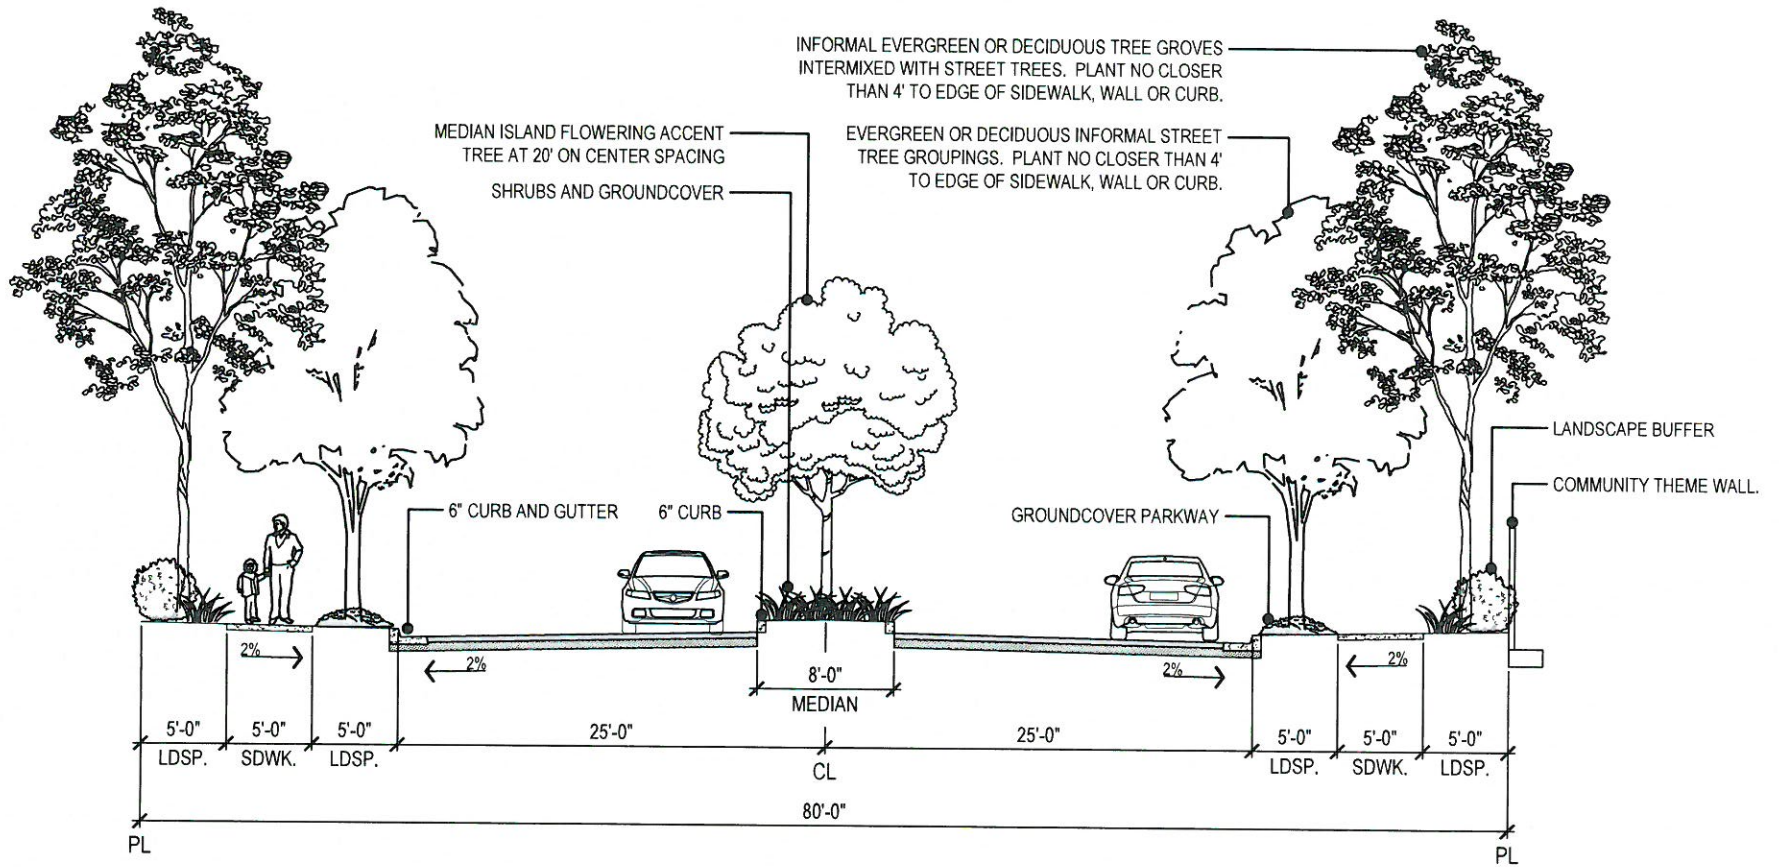 INFORMAL EVERGREEN OR DECIDUOUS TREE GROVES
INTERMIXED WITH STREET TREES. PLANT NO CLOSER
THAN 4' TO EDGE OF SIDEWALK, WALL OR CURB.
MEDIAN ISLAND FLOWERING ACCENT
TREE AT 20' ON CENTER SPACING
EVERGREEN OR DECIDUOUS INFORMAL STREET
TREE GROUPINGS. PLANT NO CLOSER THAN 4'
TO EDGE OF SIDEWALK, WALL OR CURB.
SHRUBS AND GROUNDCOVER
LANDSCAPE BUFFER
COMMUNITY THEME WALL.
6" CURB AND GUTTER
6" CURB
GROUNDCOVER PARKWAY
2%
2%
2%
2%
8'-0"
MEDIAN
5'-0"
LDSP.
5'-0"
SDWK.
5'-0"
LDSP.
25'-0"
CL
25'-0"
5'-0"
LDSP.
5'-0"
SDWK.
5'-0"
LDSP.
80'-0"
PL
PL